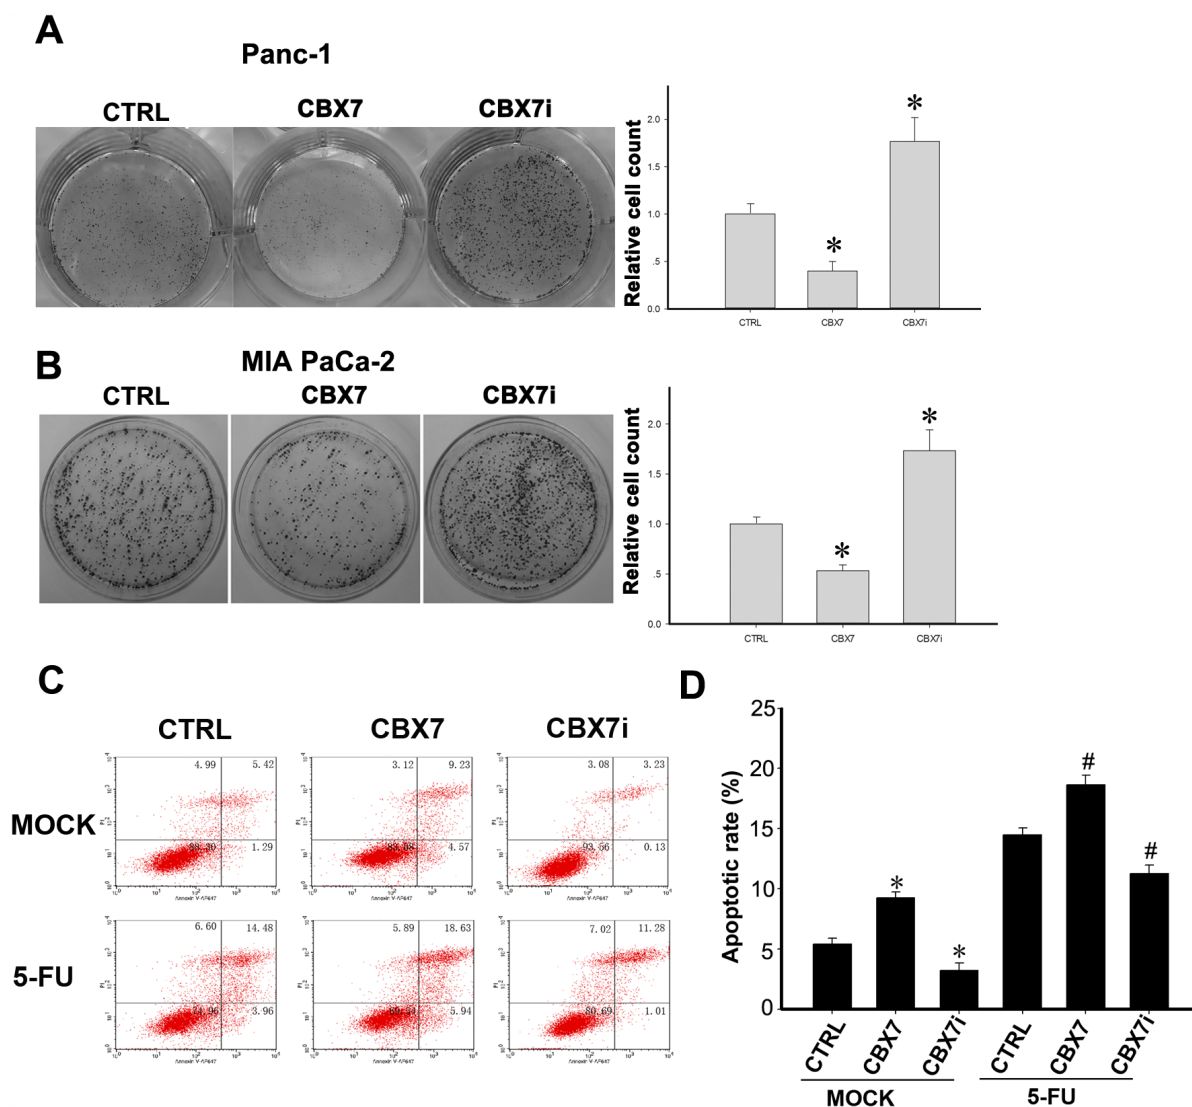 A
Panc-1
CTRL CBX7 CBX7i
Relative cell count
2.0
1.5
1.0
.5
0.0
* * *
CTRL CBX7 CBX7i
B
MIA PaCa-2
CTRL CBX7 CBX7i
Relative cell count
2.0
1.5
1.0
.5
0.0
* * *
CTRL CBX7 CBX7i
C
CTRL CBX7 CBX7i
MOCK
4.99 5.42
1.29
3.12 9.23
4.57
3.08 3.23
93.56 0.13
5-FU
6.60 14.48
3.96
5.89 18.63
5.94
7.02 11.28
80.69 1.01
D
Apoptotic rate (%)
25
20
15
10
5
0
* * # #
CTRL CBX7 CBX7i CTRL CBX7 CBX7i
MOCK 5-FU